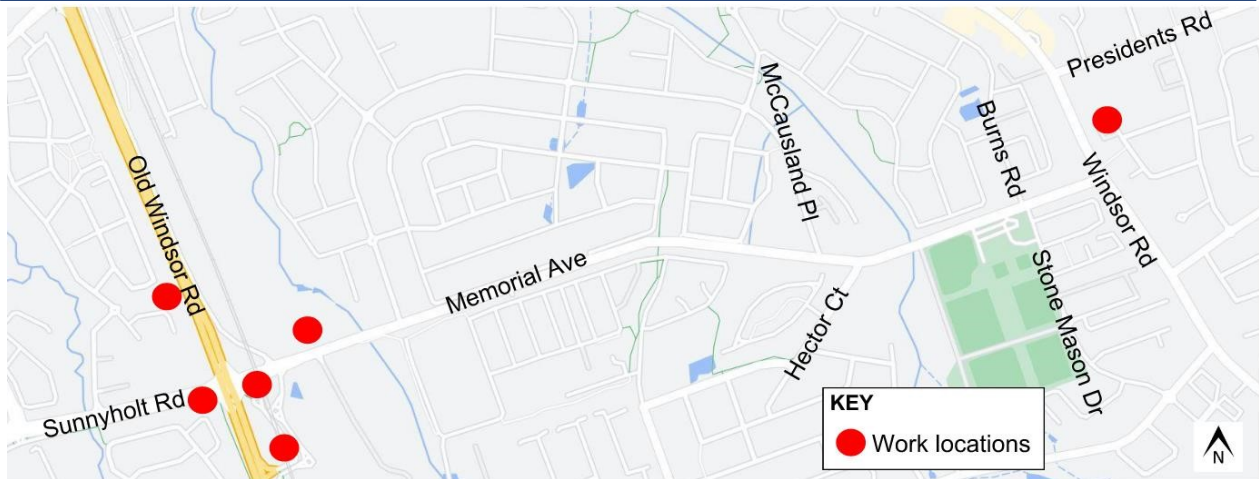 Presidents Rd
McCausland Pl
Burns Rd
Old Windsor Rd
Windsor Rd
Memorial Ave
Stone Mason Dr
Hector Ct
Sunnyholt Rd
KEY
Work locations
N